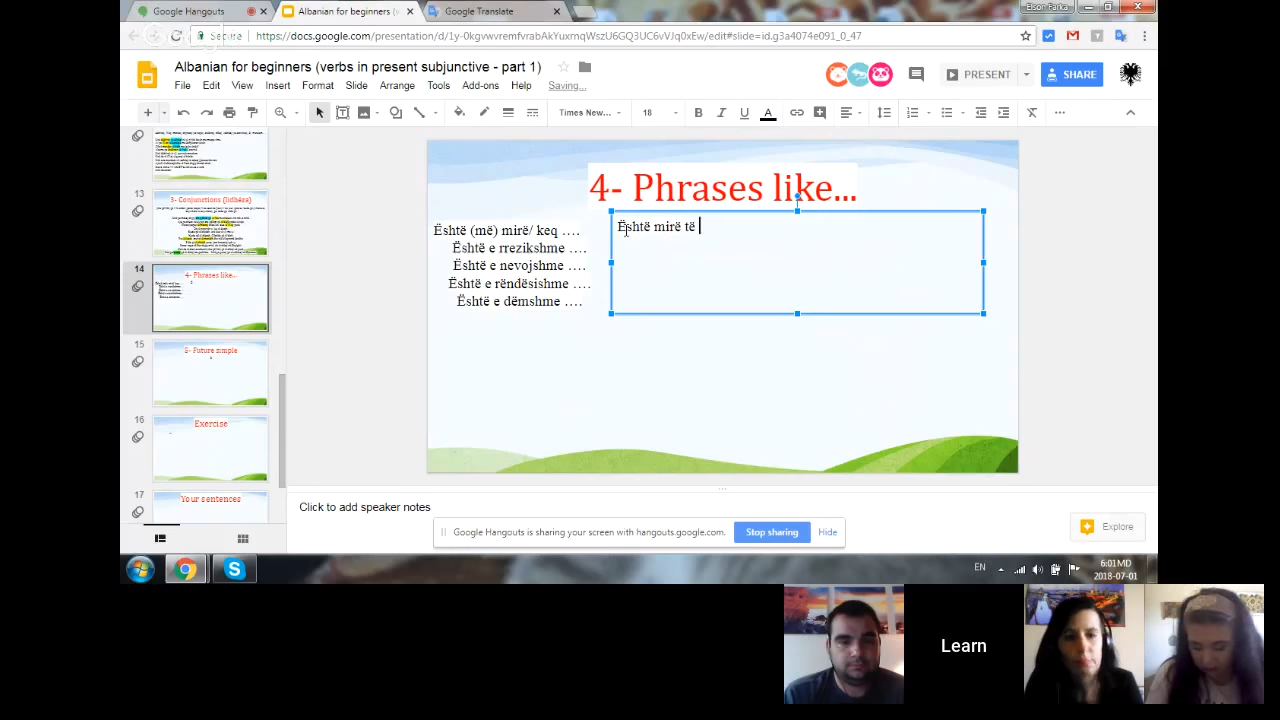 Google Hangouts
Albanian for beginners (v
Google Translate
Elson Farka
Secure
https://docs.google.com/presentation/d/1y-0kgvwvremfvrabAkYuxrnqWszU6GQ3UC6vVJq0xEw/edit#slide=id.g3a4074e091_0_47
Albanian for beginners (verbs in present subjunctive - part 1)
File Edit View Insert Format Slide Arrange Tools Add-ons Help Saving...
PRESENT
SHARE
Times New...
18
B I U A
13
3- Conjunctions (lidhëza)
14
4- Phrases like...
15
5- Future simple
16
Exercise
17
Your sentences
4- Phrases like...
Është (më) mirë/ keq ….
Është e rrezikshme ….
Është e nevojshme ….
Është e rëndësishme ….
Është e dëmshme ….
Është mirë të
Click to add speaker notes
Google Hangouts is sharing your screen with hangouts.google.com.
Stop sharing
Hide
Explore
EN
6:01MD
2018-07-01
Learn